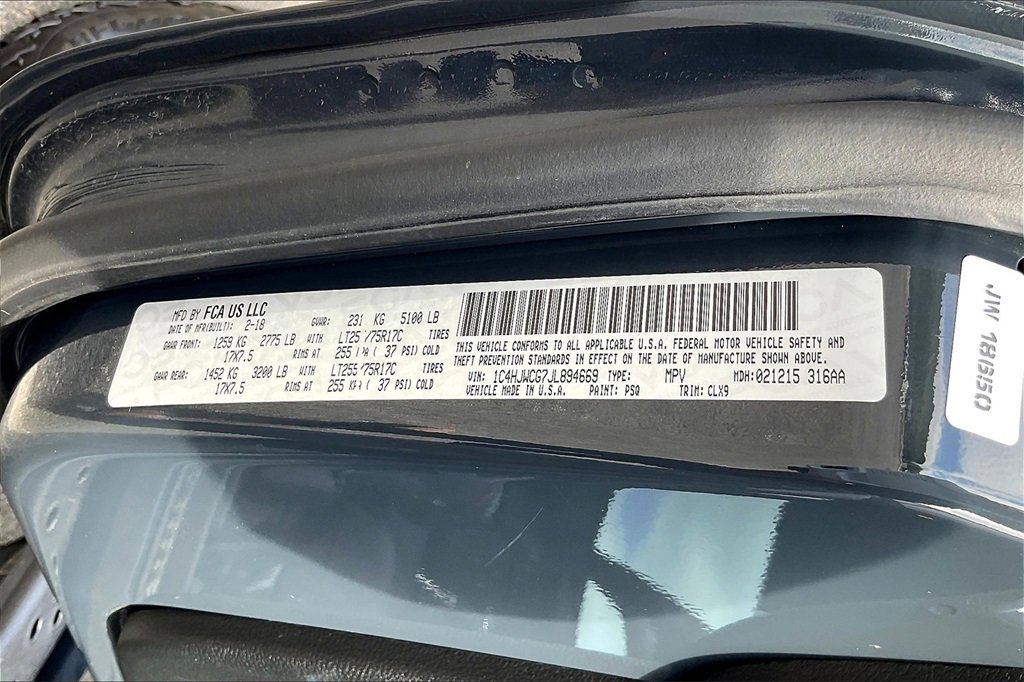 MFD BY FCA US LLC
DATE OF MFR(BUILT): 2-18 GVWR: 231 KG 5100 LB
GAWR FRONT: 1259 KG 2775 LB WITH LT25 /75R17C TIRES
17X7.5 RIMS AT 255 KPA ( 37 PSI) COLD
GAWR REAR: 1452 KG 3200 LB WITH LT255/75R17C TIRES
17X7.5 RIMS AT 255 KPA ( 37 PSI) COLD
THIS VEHICLE CONFORMS TO ALL APPLICABLE U.S.A. FEDERAL MOTOR VEHICLE SAFETY AND
THEFT PREVENTION STANDARDS IN EFFECT ON THE DATE OF MANUFACTURE SHOWN ABOVE.
VIN: 1C4HJWCG7JL894669 TYPE: MPV MDH:021215 316AA
VEHICLE MADE IN U.S.A. PAINT: PSQ TRIM: CLX9
JW